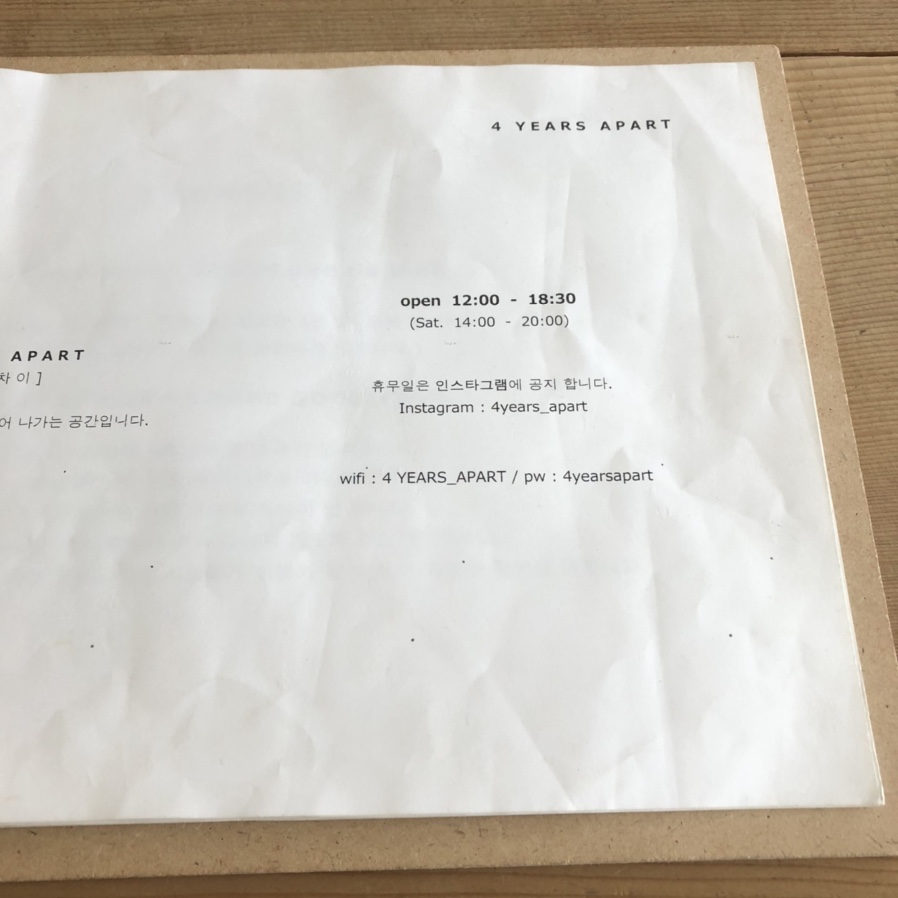 4 YEARS APART
open 12:00 - 18:30
(Sat. 14:00 - 20:00)
APART
차 이 ]
어 나가는 공간입니다.
휴무일은 인스타그램에 공지 합니다.
Instagram : 4years_apart
wifi : 4 YEARS_APART / pw : 4yearsapart